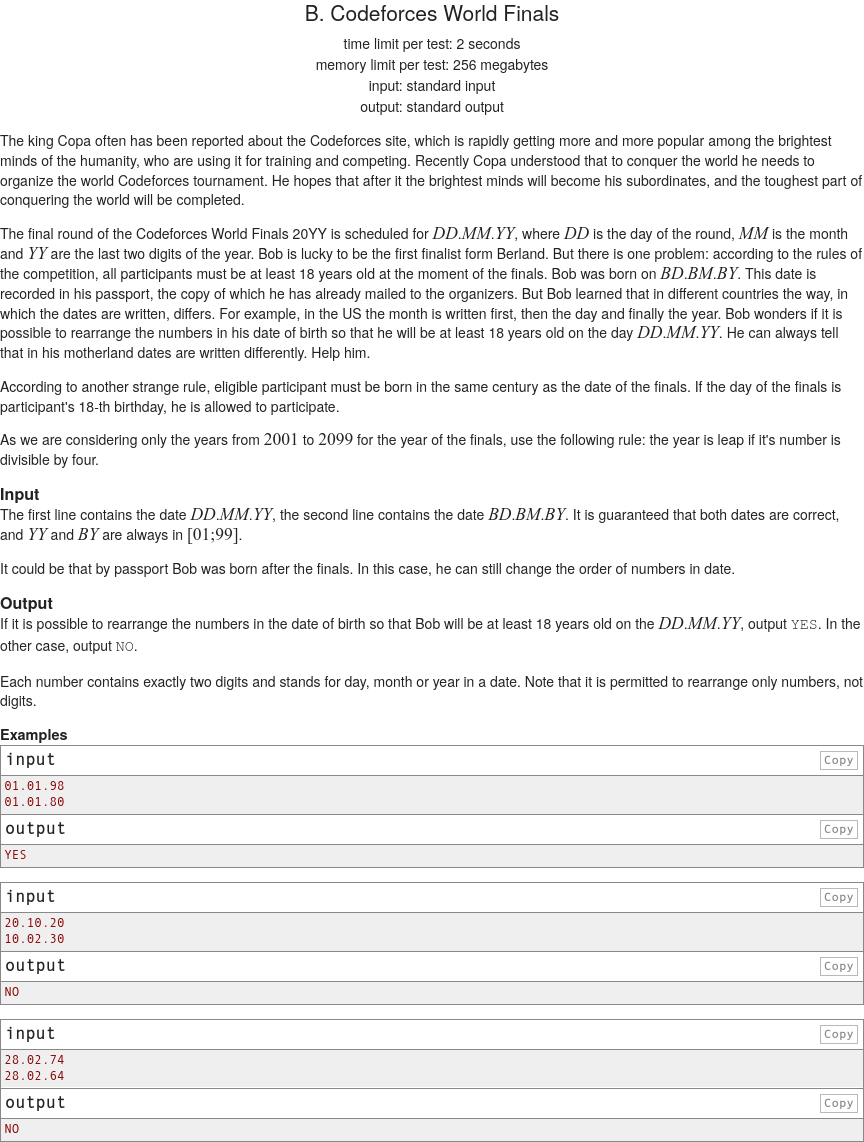 B. Codeforces World Finals
time limit per test: 2 seconds
memory limit per test: 256 megabytes
input: standard input
output: standard output
The king Copa often has been reported about the Codeforces site, which is rapidly getting more and more popular among the brightest
minds of the humanity, who are using it for training and competing. Recently Copa understood that to conquer the world he needs to
organize the world Codeforces tournament. He hopes that after it the brightest minds will become his subordinates, and the toughest part of
conquering the world will be completed.
The final round of the Codeforces World Finals 20YY is scheduled for DD.MM.YY, where DD is the day of the round, MM is the month
and YY are the last two digits of the year. Bob is lucky to be the first finalist form Berland. But there is one problem: according to the rules of
the competition, all participants must be at least 18 years old at the moment of the finals. Bob was born on BD.BM.BY. This date is
recorded in his passport, the copy of which he has already mailed to the organizers. But Bob learned that in different countries the way, in
which the dates are written, differs. For example, in the US the month is written first, then the day and finally the year. Bob wonders if it is
possible to rearrange the numbers in his date of birth so that he will be at least 18 years old on the day DD.MM.YY. He can always tell
that in his motherland dates are written differently. Help him.
According to another strange rule, eligible participant must be born in the same century as the date of the finals. If the day of the finals is
participant's 18-th birthday, he is allowed to participate.
As we are considering only the years from 2001 to 2099 for the year of the finals, use the following rule: the year is leap if it's number is
divisible by four.
Input
The first line contains the date DD.MM.YY, the second line contains the date BD.BM.BY. It is guaranteed that both dates are correct,
and YY and BY are always in [01;99].
It could be that by passport Bob was born after the finals. In this case, he can still change the order of numbers in date.
Output
If it is possible to rearrange the numbers in the date of birth so that Bob will be at least 18 years old on the DD.MM.YY, output YES. In the
other case, output NO.
Each number contains exactly two digits and stands for day, month or year in a date. Note that it is permitted to rearrange only numbers, not
digits.
Examples
input Copy
01.01.98
01.01.80
output Copy
YES
input Copy
20.10.20
10.02.30
output Copy
NO
input Copy
28.02.74
28.02.64
output Copy
NO